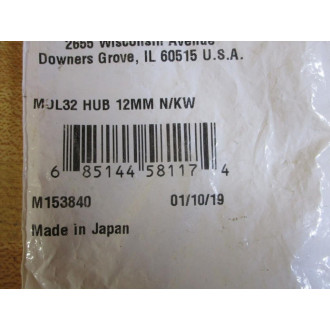 2655 Wisconsin Avenue
Downers Grove, IL 60515 U.S.A.
MDL32 HUB 12MM N/KW
6 85144 58117 4
M153840 01/10/19
Made in Japan